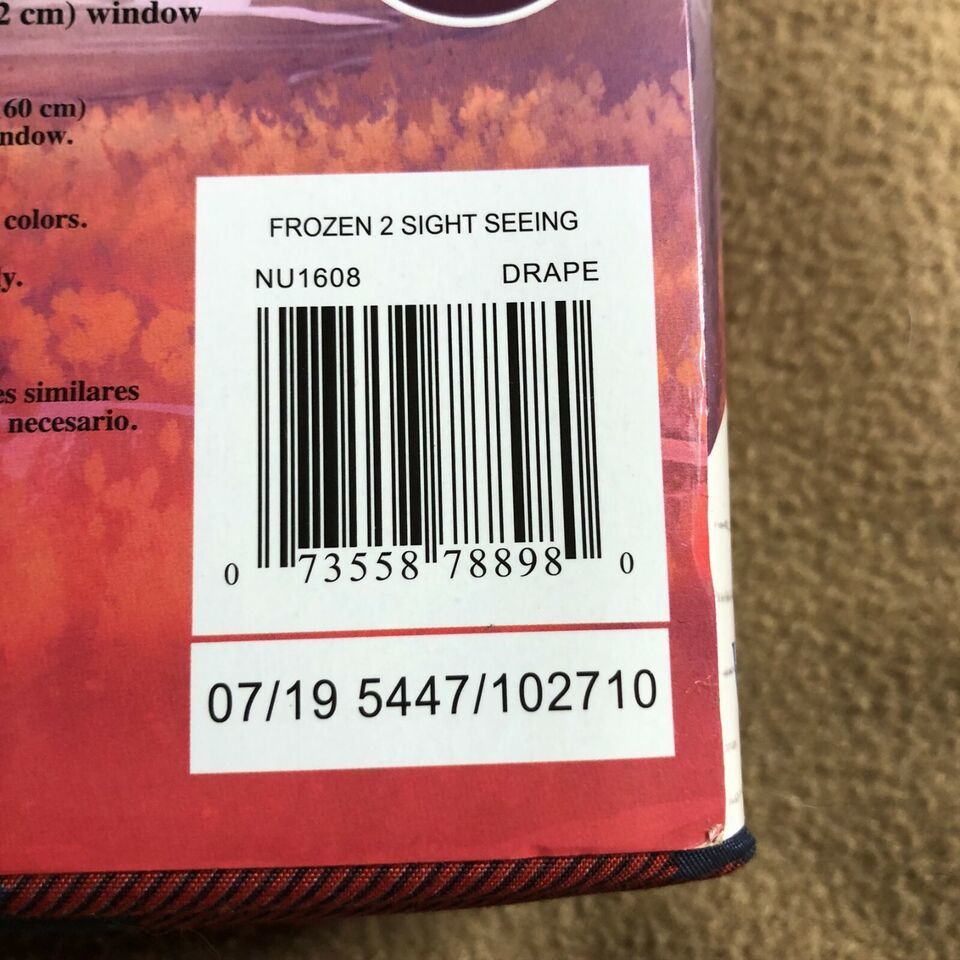 2 cm) window
60 cm)
ndow.
colors.
y.
es similares
necesario.
FROZEN 2 SIGHT SEEING
NU1608 DRAPE
0 73558 78898 0
07/19 5447/102710